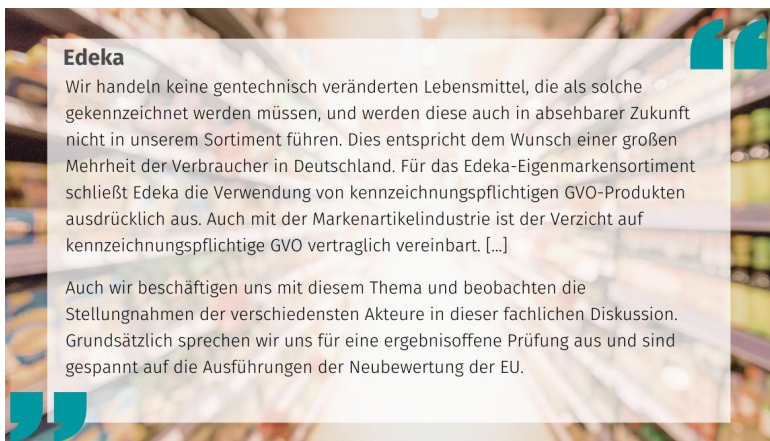 Edeka
Wir handeln keine gentechnisch veränderten Lebensmittel, die als solche
gekennzeichnet werden müssen, und werden diese auch in absehbarer Zukunft
nicht in unserem Sortiment führen. Dies entspricht dem Wunsch einer großen
Mehrheit der Verbraucher in Deutschland. Für das Edeka-Eigenmarkensortiment
schließt Edeka die Verwendung von kennzeichnungspflichtigen GVO-Produkten
ausdrücklich aus. Auch mit der Markenartikelindustrie ist der Verzicht auf
kennzeichnungspflichtige GVO vertraglich vereinbart. [...]
Auch wir beschäftigen uns mit diesem Thema und beobachten die
Stellungnahmen der verschiedensten Akteure in dieser fachlichen Diskussion.
Grundsätzlich sprechen wir uns für eine ergebnisoffene Prüfung aus und sind
gespannt auf die Ausführungen der Neubewertung der EU.